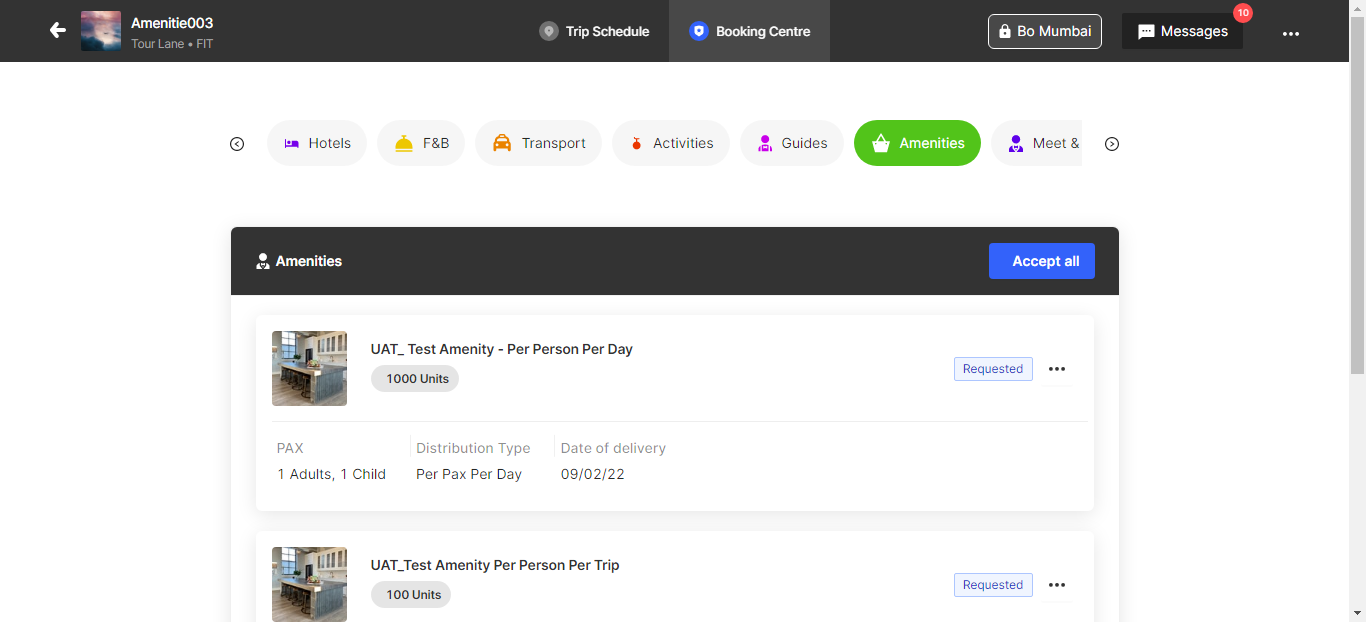 Amenitie003
Tour Lane • FIT
Trip Schedule
Booking Centre
Bo Mumbai
Messages
10
Hotels
F&B
Transport
Activities
Guides
Amenities
Meet &
Amenities
Accept all
UAT_ Test Amenity - Per Person Per Day
1000 Units
Requested
PAX
Distribution Type
Date of delivery
1 Adults, 1 Child
Per Pax Per Day
09/02/22
UAT_Test Amenity Per Person Per Trip
100 Units
Requested